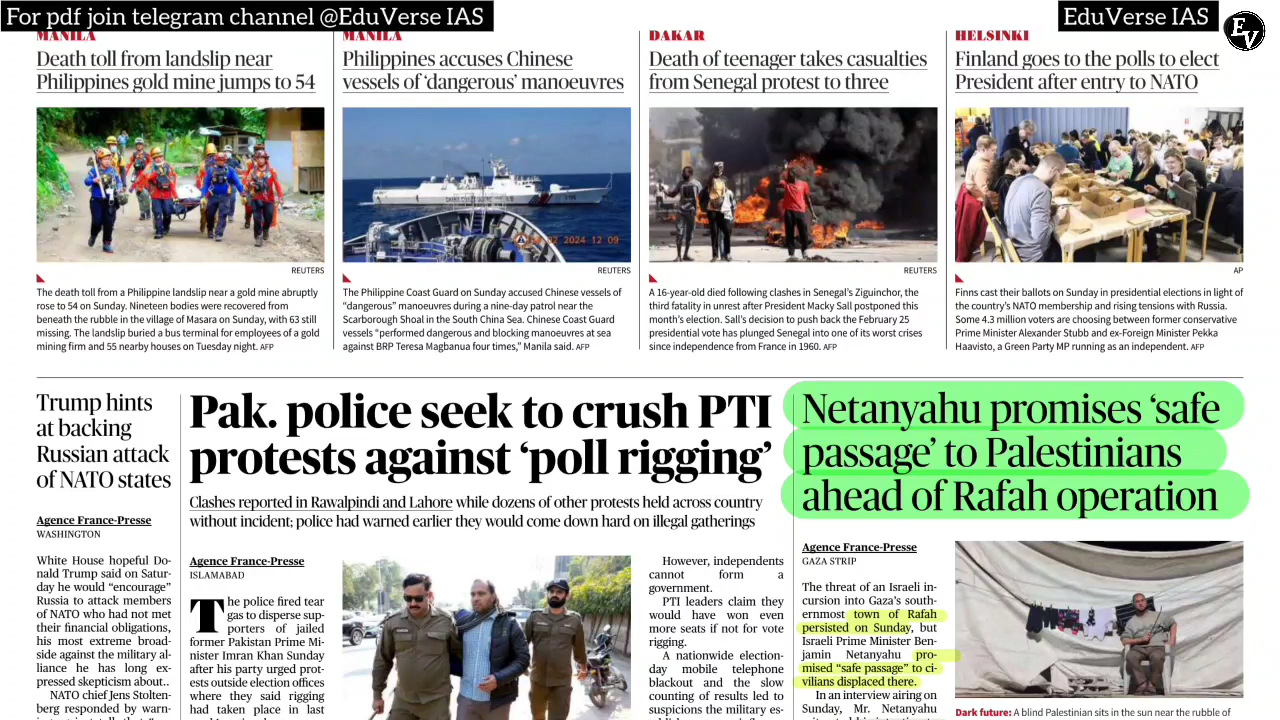 For pdf join telegram channel @EduVerse IAS
EduVerse IAS
EV
MANILA
Death toll from landslip near
Philippines gold mine jumps to 54
REUTERS
The death toll from a Philippine landslip near a gold mine abruptly
rose to 54 on Sunday. Nineteen bodies were recovered from
beneath the rubble in the village of Masara on Sunday, with 63 still
missing. The landslip buried a bus terminal for employees of a gold
mining firm and 55 nearby houses on Tuesday night. AFP
MANILA
Philippines accuses Chinese
vessels of ‘dangerous’ manoeuvres
02 2024 12 09
REUTERS
The Philippine Coast Guard on Sunday accused Chinese vessels of
“dangerous” manoeuvres during a nine-day patrol near the
Scarborough Shoal in the South China Sea. Chinese Coast Guard
vessels “performed dangerous and blocking manoeuvres at sea
against BRP Teresa Magbanua four times,” Manila said. AFP
DAKAR
Death of teenager takes casualties
from Senegal protest to three
REUTERS
A 16-year-old died following clashes in Senegal’s Ziguinchor, the
third fatality in unrest after President Macky Sall postponed this
month’s election. Sall’s decision to push back the February 25
presidential vote has plunged Senegal into one of its worst crises
since independence from France in 1960. AFP
HELSINKI
Finland goes to the polls to elect
President after entry to NATO
AP
Finns cast their ballots on Sunday in presidential elections in light of
the country’s NATO membership and rising tensions with Russia.
Some 4.3 million voters are choosing between former conservative
Prime Minister Alexander Stubb and ex-Foreign Minister Pekka
Haavisto, a Green Party MP running as an independent. AFP
Trump hints
at backing
Russian attack
of NATO states
Agence France-Presse
WASHINGTON
White House hopeful Do-
nald Trump said on Satur-
day he would “encourage”
Russia to attack members
of NATO who had not met
their financial obligations,
his most extreme broad-
side against the military al-
liance he has long ex-
pressed skepticism about..
NATO chief Jens Stolten-
berg responded by warn-
Pak. police seek to crush PTI
protests against ‘poll rigging’
Clashes reported in Rawalpindi and Lahore while dozens of other protests held across country
without incident; police had warned earlier they would come down hard on illegal gatherings
Agence France-Presse
ISLAMABAD
The police fired tear
gas to disperse sup-
porters of jailed
former Pakistan Prime Mi-
nister Imran Khan Sunday
after his party urged prot-
ests outside election offices
where they said rigging
had taken place in last
However, independents
cannot form a
government.
PTI leaders claim they
would have won even
more seats if not for vote
rigging.
A nationwide election-
day mobile telephone
blackout and the slow
counting of results led to
suspicions the military es-
Netanyahu promises ‘safe
passage’ to Palestinians
ahead of Rafah operation
Agence France-Presse
GAZA STRIP
The threat of an Israeli in-
cursion into Gaza’s south-
ernmost town of Rafah
persisted on Sunday, but
Israeli Prime Minister Ben-
jamin Netanyahu pro-
mised “safe passage” to ci-
vilians displaced there.
In an interview airing on
Sunday, Mr. Netanyahu
Dark future: A blind Palestinian sits in the sun near the rubble of